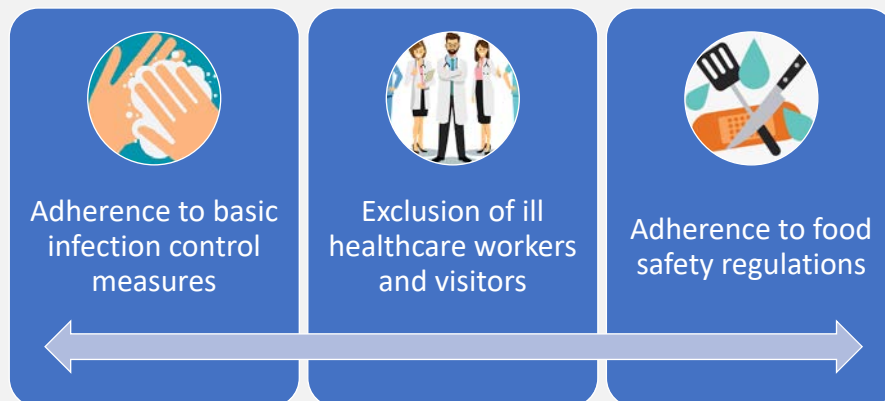 Adherence to basic
infection control
measures
Exclusion of ill
healthcare workers
and visitors
Adherence to food
safety regulations